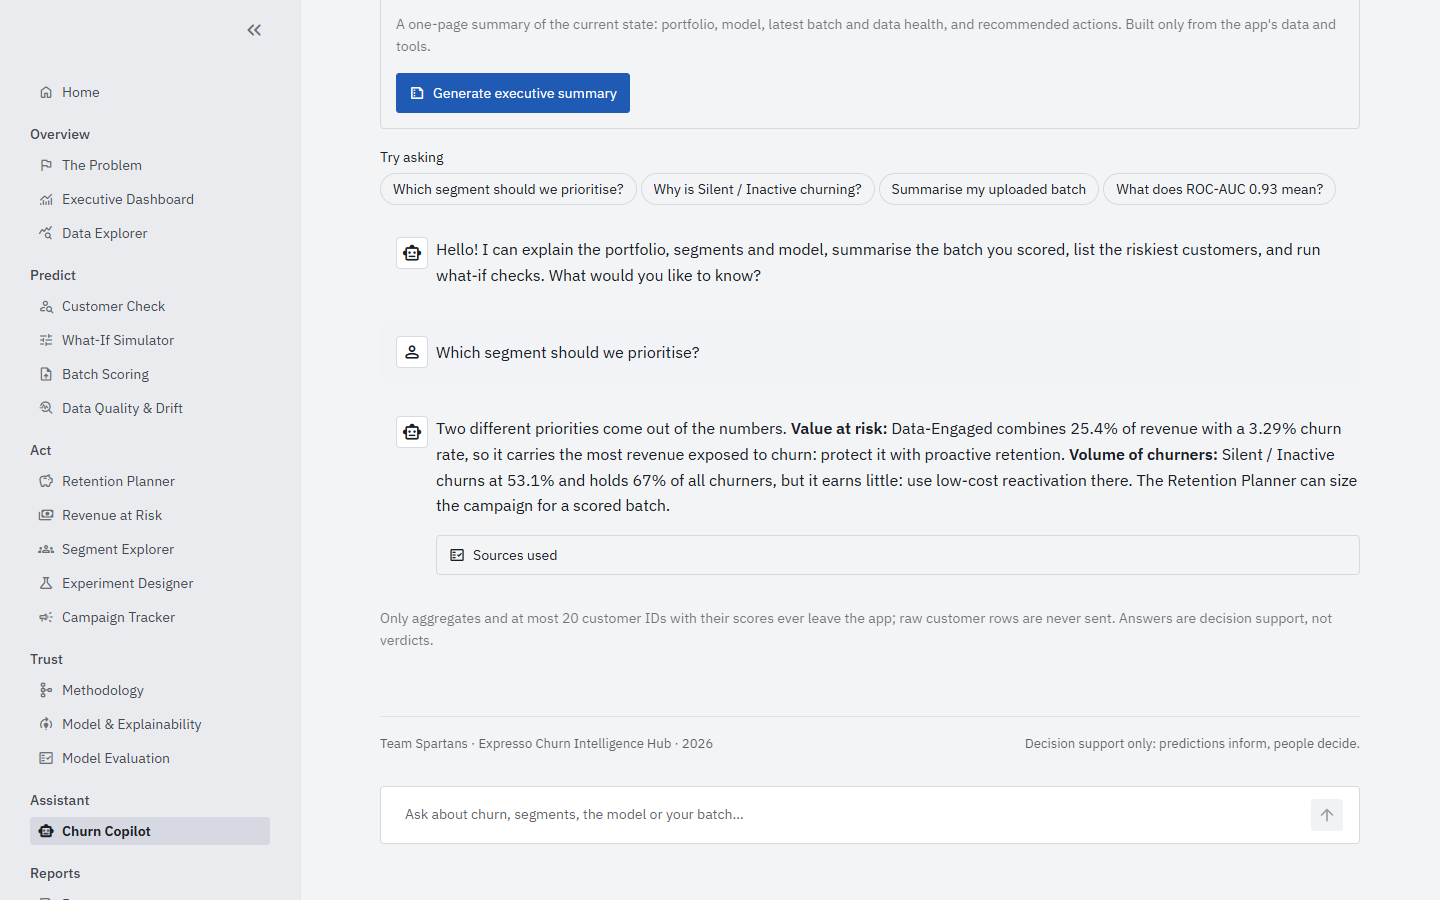 Home
Overview
The Problem
Executive Dashboard
Data Explorer
Predict
Customer Check
What-If Simulator
Batch Scoring
Data Quality & Drift
Act
Retention Planner
Revenue at Risk
Segment Explorer
Experiment Designer
Campaign Tracker
Trust
Methodology
Model & Explainability
Model Evaluation
Assistant
Churn Copilot
Reports
A one-page summary of the current state: portfolio, model, latest batch and data health, and recommended actions. Built only from the app's data and
tools.
Generate executive summary
Try asking
Which segment should we prioritise?
Why is Silent / Inactive churning?
Summarise my uploaded batch
What does ROC-AUC 0.93 mean?
Hello! I can explain the portfolio, segments and model, summarise the batch you scored, list the riskiest customers, and run
what-if checks. What would you like to know?
Which segment should we prioritise?
Two different priorities come out of the numbers. Value at risk: Data-Engaged combines 25.4% of revenue with a 3.29% churn
rate, so it carries the most revenue exposed to churn: protect it with proactive retention. Volume of churners: Silent / Inactive
churns at 53.1% and holds 67% of all churners, but it earns little: use low-cost reactivation there. The Retention Planner can size
the campaign for a scored batch.
Sources used
Only aggregates and at most 20 customer IDs with their scores ever leave the app; raw customer rows are never sent. Answers are decision support, not
verdicts.
Team Spartans · Expresso Churn Intelligence Hub · 2026
Decision support only: predictions inform, people decide.
Ask about churn, segments, the model or your batch...